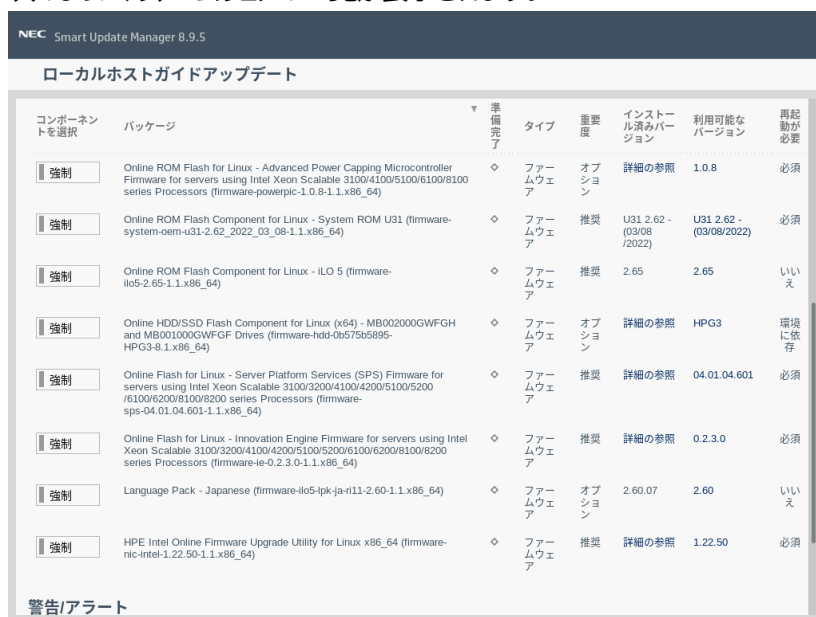 NEC Smart Update Manager 8.9.5
ローカルホストガイドアップデート
コンポーネン
トを選択
パッケージ
▼
準
備
完
了
タイプ
重要
度
インストー
ル済みバー
ジョン
利用可能な
バージョン
再起
動が
必要
強制
Online ROM Flash for Linux - Advanced Power Capping Microcontroller
Firmware for servers using Intel Xeon Scalable 3100/4100/5100/6100/8100
series Processors (firmware-powerpic-1.0.8-1.1.x86_64)
ファー
ムウェ
ア
オプ
ショ
ン
詳細の参照
1.0.8
必須
強制
Online ROM Flash Component for Linux - System ROM U31 (firmware-
system-oem-u31-2.62_2022_03_08-1.1.x86_64)
ファー
ムウェ
ア
推奨
U31 2.62 -
(03/08
/2022)
U31 2.62 -
(03/08/2022)
必須
強制
Online ROM Flash Component for Linux - iLO 5 (firmware-
ilo5-2.65-1.1.x86_64)
ファー
ムウェ
ア
推奨
2.65
2.65
いい
え
強制
Online HDD/SSD Flash Component for Linux (x64) - MB002000GWFGH
and MB001000GWFGF Drives (firmware-hdd-0b575b5895-
HPG3-8.1.x86_64)
ファー
ムウェ
ア
オプ
ショ
ン
詳細の参照
HPG3
環境
に依
存
強制
Online Flash for Linux - Server Platform Services (SPS) Firmware for
servers using Intel Xeon Scalable 3100/3200/4100/4200/5100/5200
/6100/6200/8100/8200 series Processors (firmware-
sps-04.01.04.601-1.1.x86_64)
ファー
ムウェ
ア
推奨
詳細の参照
04.01.04.601
必須
強制
Online Flash for Linux - Innovation Engine Firmware for servers using Intel
Xeon Scalable 3100/3200/4100/4200/5100/5200/6100/6200/8100/8200
series Processors (firmware-ie-0.2.3.0-1.1.x86_64)
ファー
ムウェ
ア
推奨
詳細の参照
0.2.3.0
必須
強制
Language Pack - Japanese (firmware-ilo5-lpk-ja-ri11-2.60-1.1.x86_64)
ファー
ムウェ
ア
オプ
ショ
ン
2.60.07
2.60
いい
え
強制
HPE Intel Online Firmware Upgrade Utility for Linux x86_64 (firmware-
nic-intel-1.22.50-1.1.x86_64)
ファー
ムウェ
ア
推奨
詳細の参照
1.22.50
必須
警告/アラート